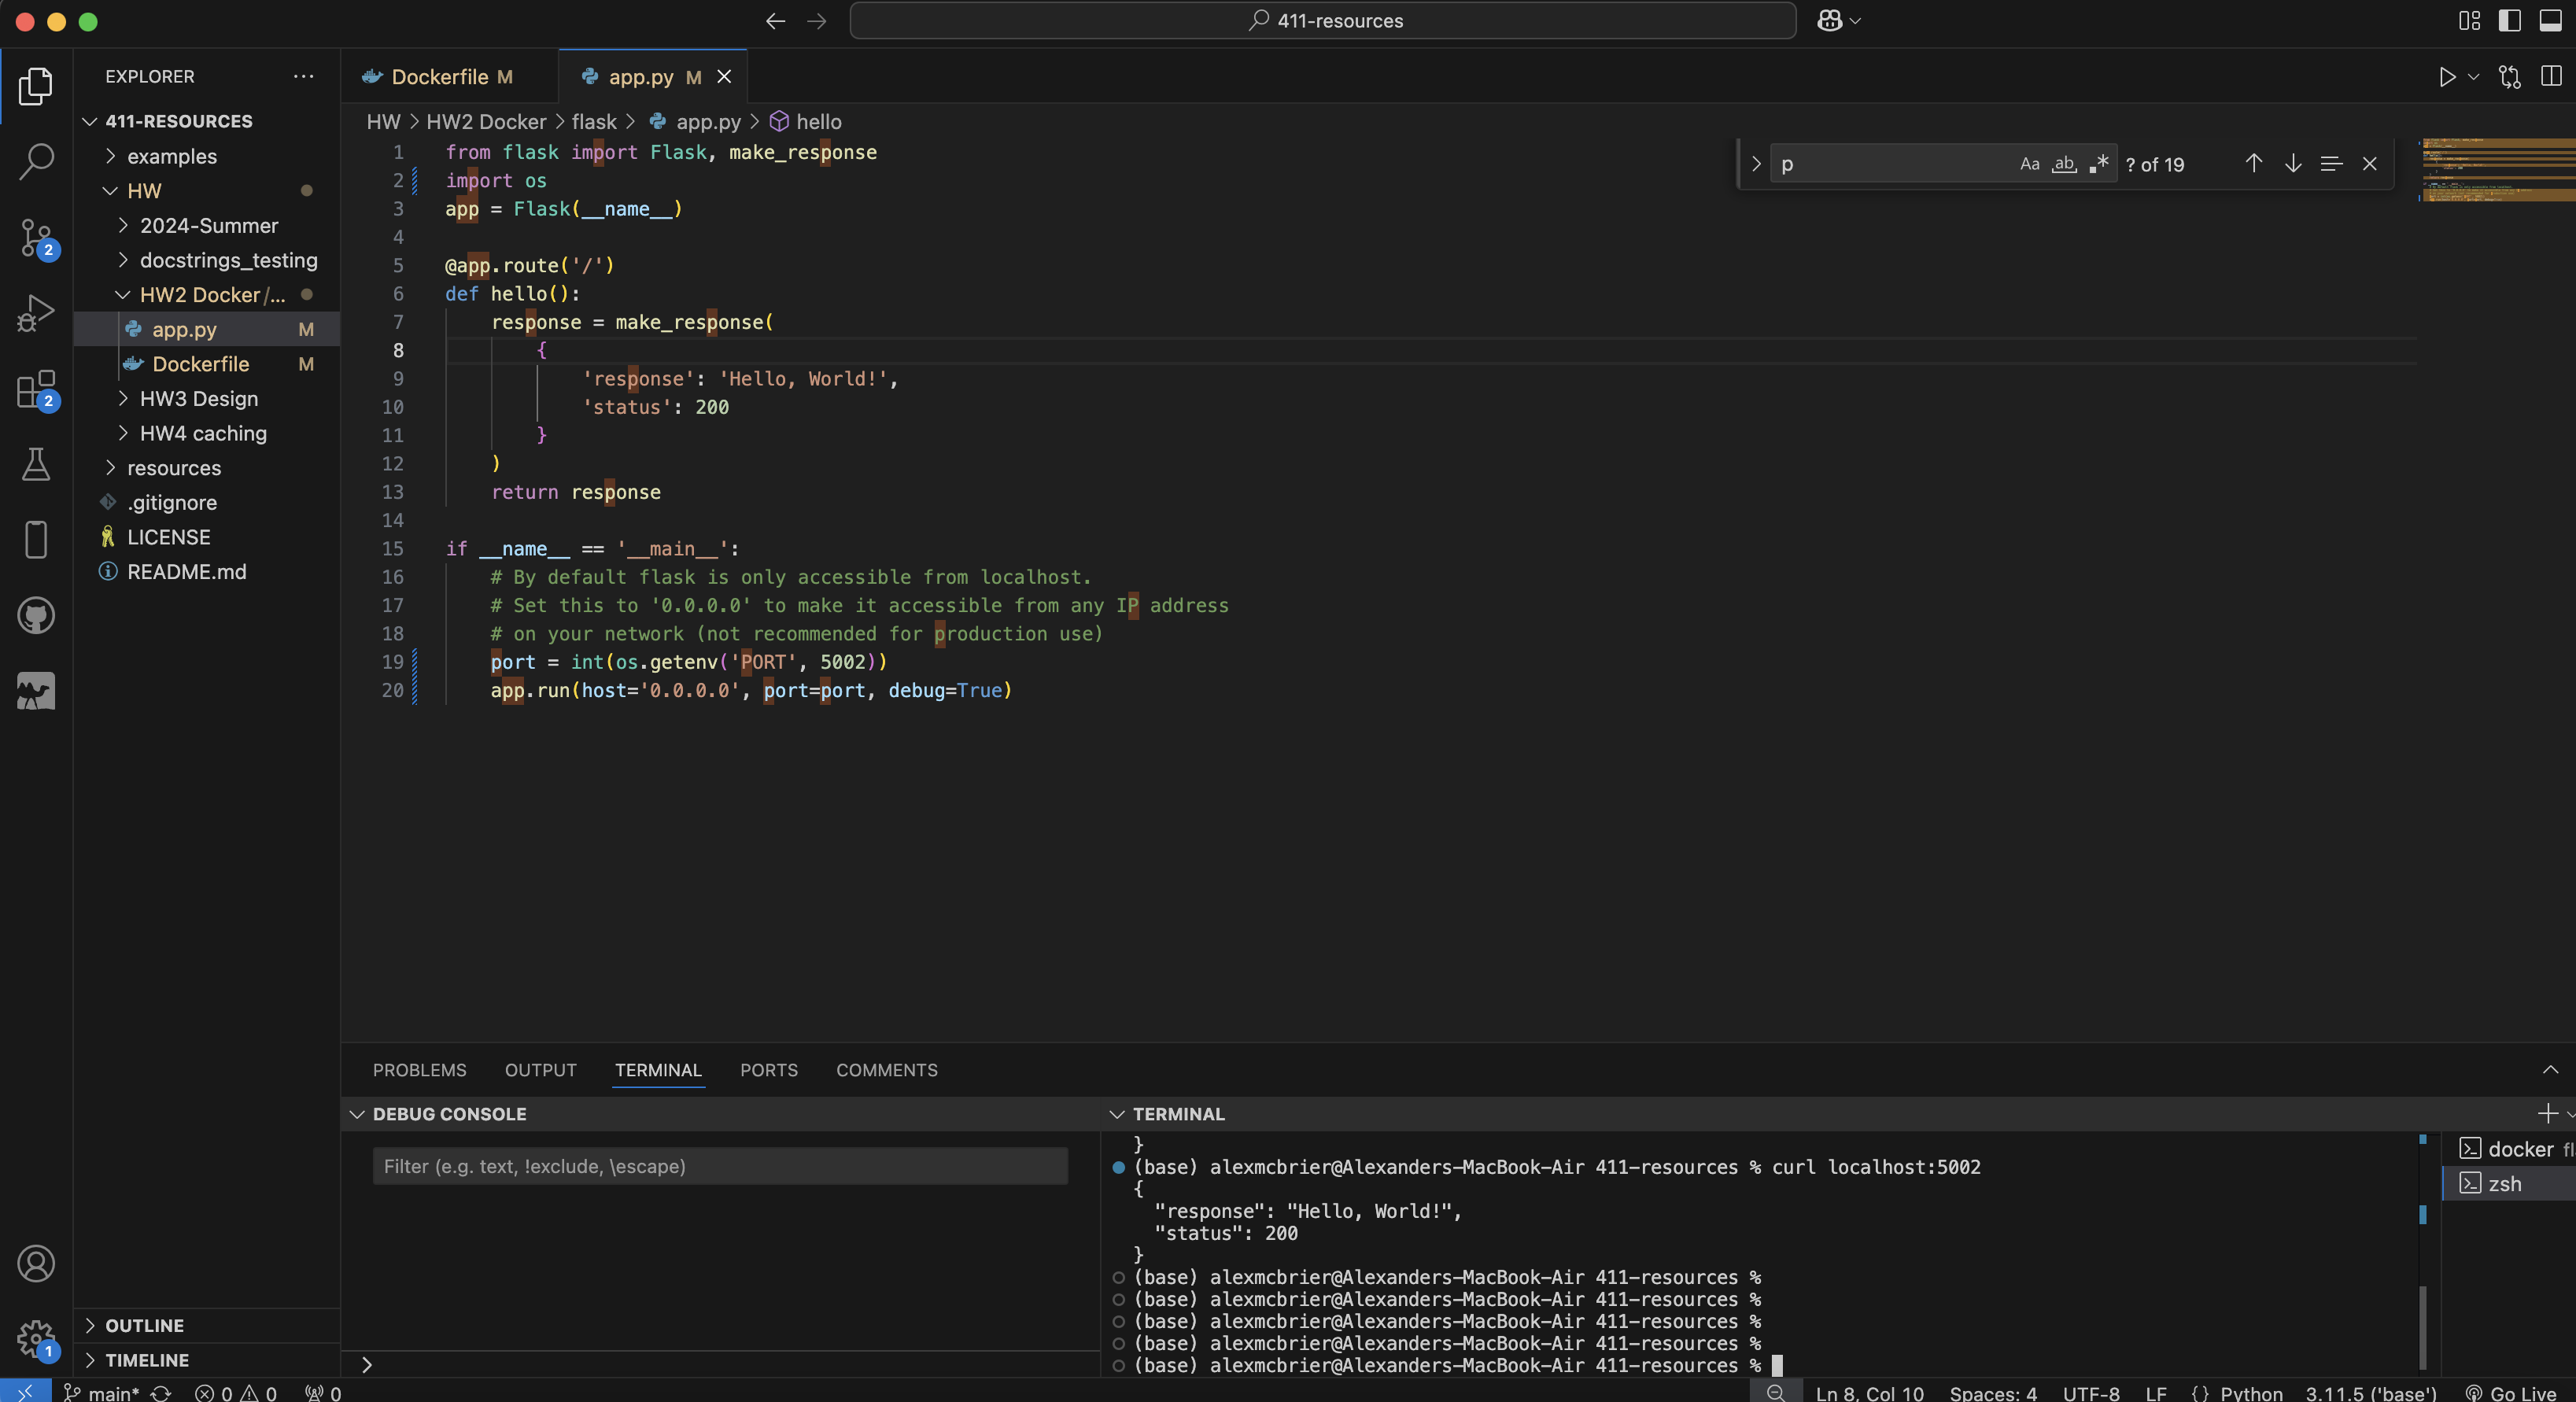 411-resources
EXPLORER
Dockerfile M
app.py M
411-RESOURCES
HW > HW2 Docker > flask > app.py > hello
examples
HW
2024-Summer
docstrings_testing
HW2 Docker/...
app.py M
Dockerfile M
HW3 Design
HW4 caching
resources
.gitignore
LICENSE
README.md
2
2
1
OUTLINE
TIMELINE
p Aa ab .* ? of 19
1 from flask import Flask, make_response
2 import os
3 app = Flask(__name__)
4
5 @app.route('/')
6 def hello():
7 response = make_response(
8 {
9 'response': 'Hello, World!',
10 'status': 200
11 }
12 )
13 return response
14
15 if __name__ == '__main__':
16 # By default flask is only accessible from localhost.
17 # Set this to '0.0.0.0' to make it accessible from any IP address
18 # on your network (not recommended for production use)
19 port = int(os.getenv('PORT', 5002))
20 app.run(host='0.0.0.0', port=port, debug=True)
PROBLEMS OUTPUT TERMINAL PORTS COMMENTS
DEBUG CONSOLE
Filter (e.g. text, !exclude, \escape)
>
TERMINAL
}
(base) alexmcbrier@Alexanders-MacBook-Air 411-resources % curl localhost:5002
{
"response": "Hello, World!",
"status": 200
}
(base) alexmcbrier@Alexanders-MacBook-Air 411-resources %
(base) alexmcbrier@Alexanders-MacBook-Air 411-resources %
(base) alexmcbrier@Alexanders-MacBook-Air 411-resources %
(base) alexmcbrier@Alexanders-MacBook-Air 411-resources %
(base) alexmcbrier@Alexanders-MacBook-Air 411-resources %
docker
zsh
main* 0 0 0
Ln 8, Col 10 Spaces: 4 UTF-8 LF {} Python 3.11.5 ('base') Go Live